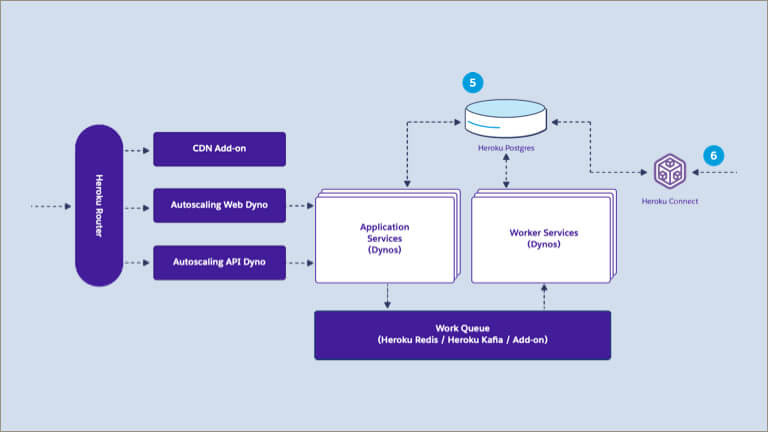 5
Heroku Postgres
6
Heroku Connect
Heroku Router
CDN Add-on
Autoscaling Web Dyno
Autoscaling API Dyno
Application
Services
(Dynos)
Worker Services
(Dynos)
Work Queue
(Heroku Redis / Heroku Kafia / Add-on)